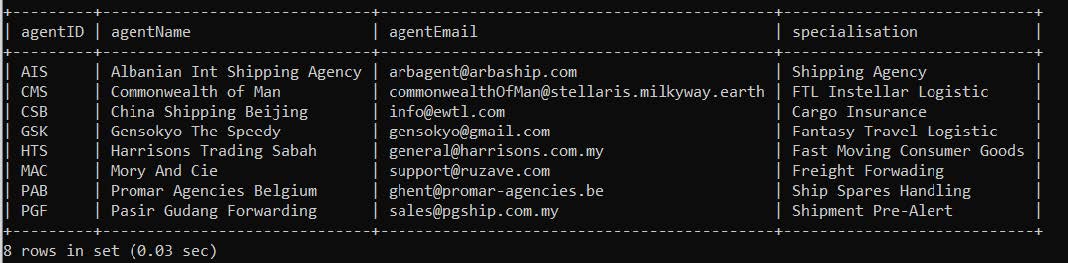 +---------+-----------------------------+-------------------------------------------+---------------------------+
| agentID | agentName                   | agentEmail                                | specialisation            |
+---------+-----------------------------+-------------------------------------------+---------------------------+
| AIS     | Albanian Int Shipping Agency | arbagent@arbaship.com                     | Shipping Agency           |
| CMS     | Commonwealth of Man         | commonwealthOfMan@stellaris.milkyway.earth | FTL Instellar Logistic    |
| CSB     | China Shipping Beijing      | info@ewtl.com                             | Cargo Insurance           |
| GSK     | Gensokyo The Speedy         | gensokyo@gmail.com                        | Fantasy Travel Logistic   |
| HTS     | Harrisons Trading Sabah     | general@harrisons.com.my                  | Fast Moving Consumer Goods |
| MAC     | Mory And Cie                | support@ruzave.com                        | Freight Forwading         |
| PAB     | Promar Agencies Belgium     | ghent@promar-agencies.be                  | Ship Spares Handling      |
| PGF     | Pasir Gudang Forwarding     | sales@pgship.com.my                       | Shipment Pre-Alert        |
+---------+-----------------------------+-------------------------------------------+---------------------------+
8 rows in set (0.03 sec)